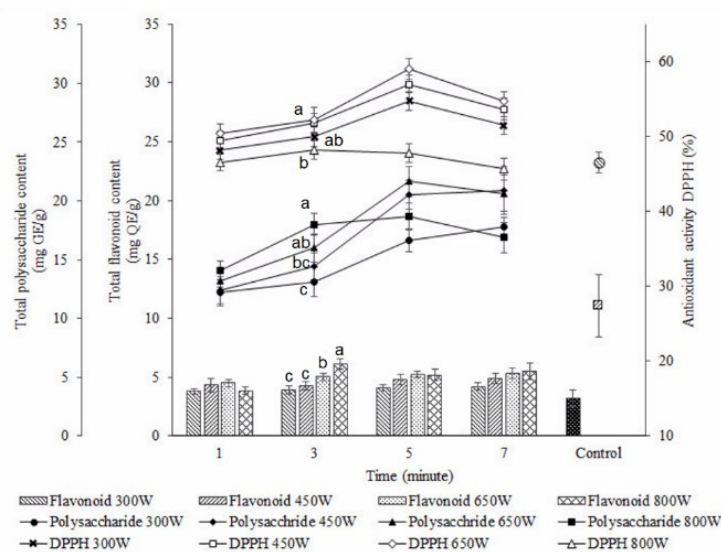 35
30
25
20
15
10
5
0
Total polysaccharide content
(mg GE/g)
35
30
25
20
15
10
5
0
Total flavonoid content
(mg QE/g)
a
ab
b
a
ab
bc
c
c c b a
60
50
40
30
20
10
Antioxidant activity DPPH (%)
1 3 5 7 Control
Time (minute)
Flavonoid 300W Flavonoid 450W Flavonoid 650W Flavonoid 800W
Polysaccharide 300W Polysacchride 450W Polysaccharide 650W Polysaccharide 800W
DPPH 300W DPPH 450W DPPH 650W DPPH 800W